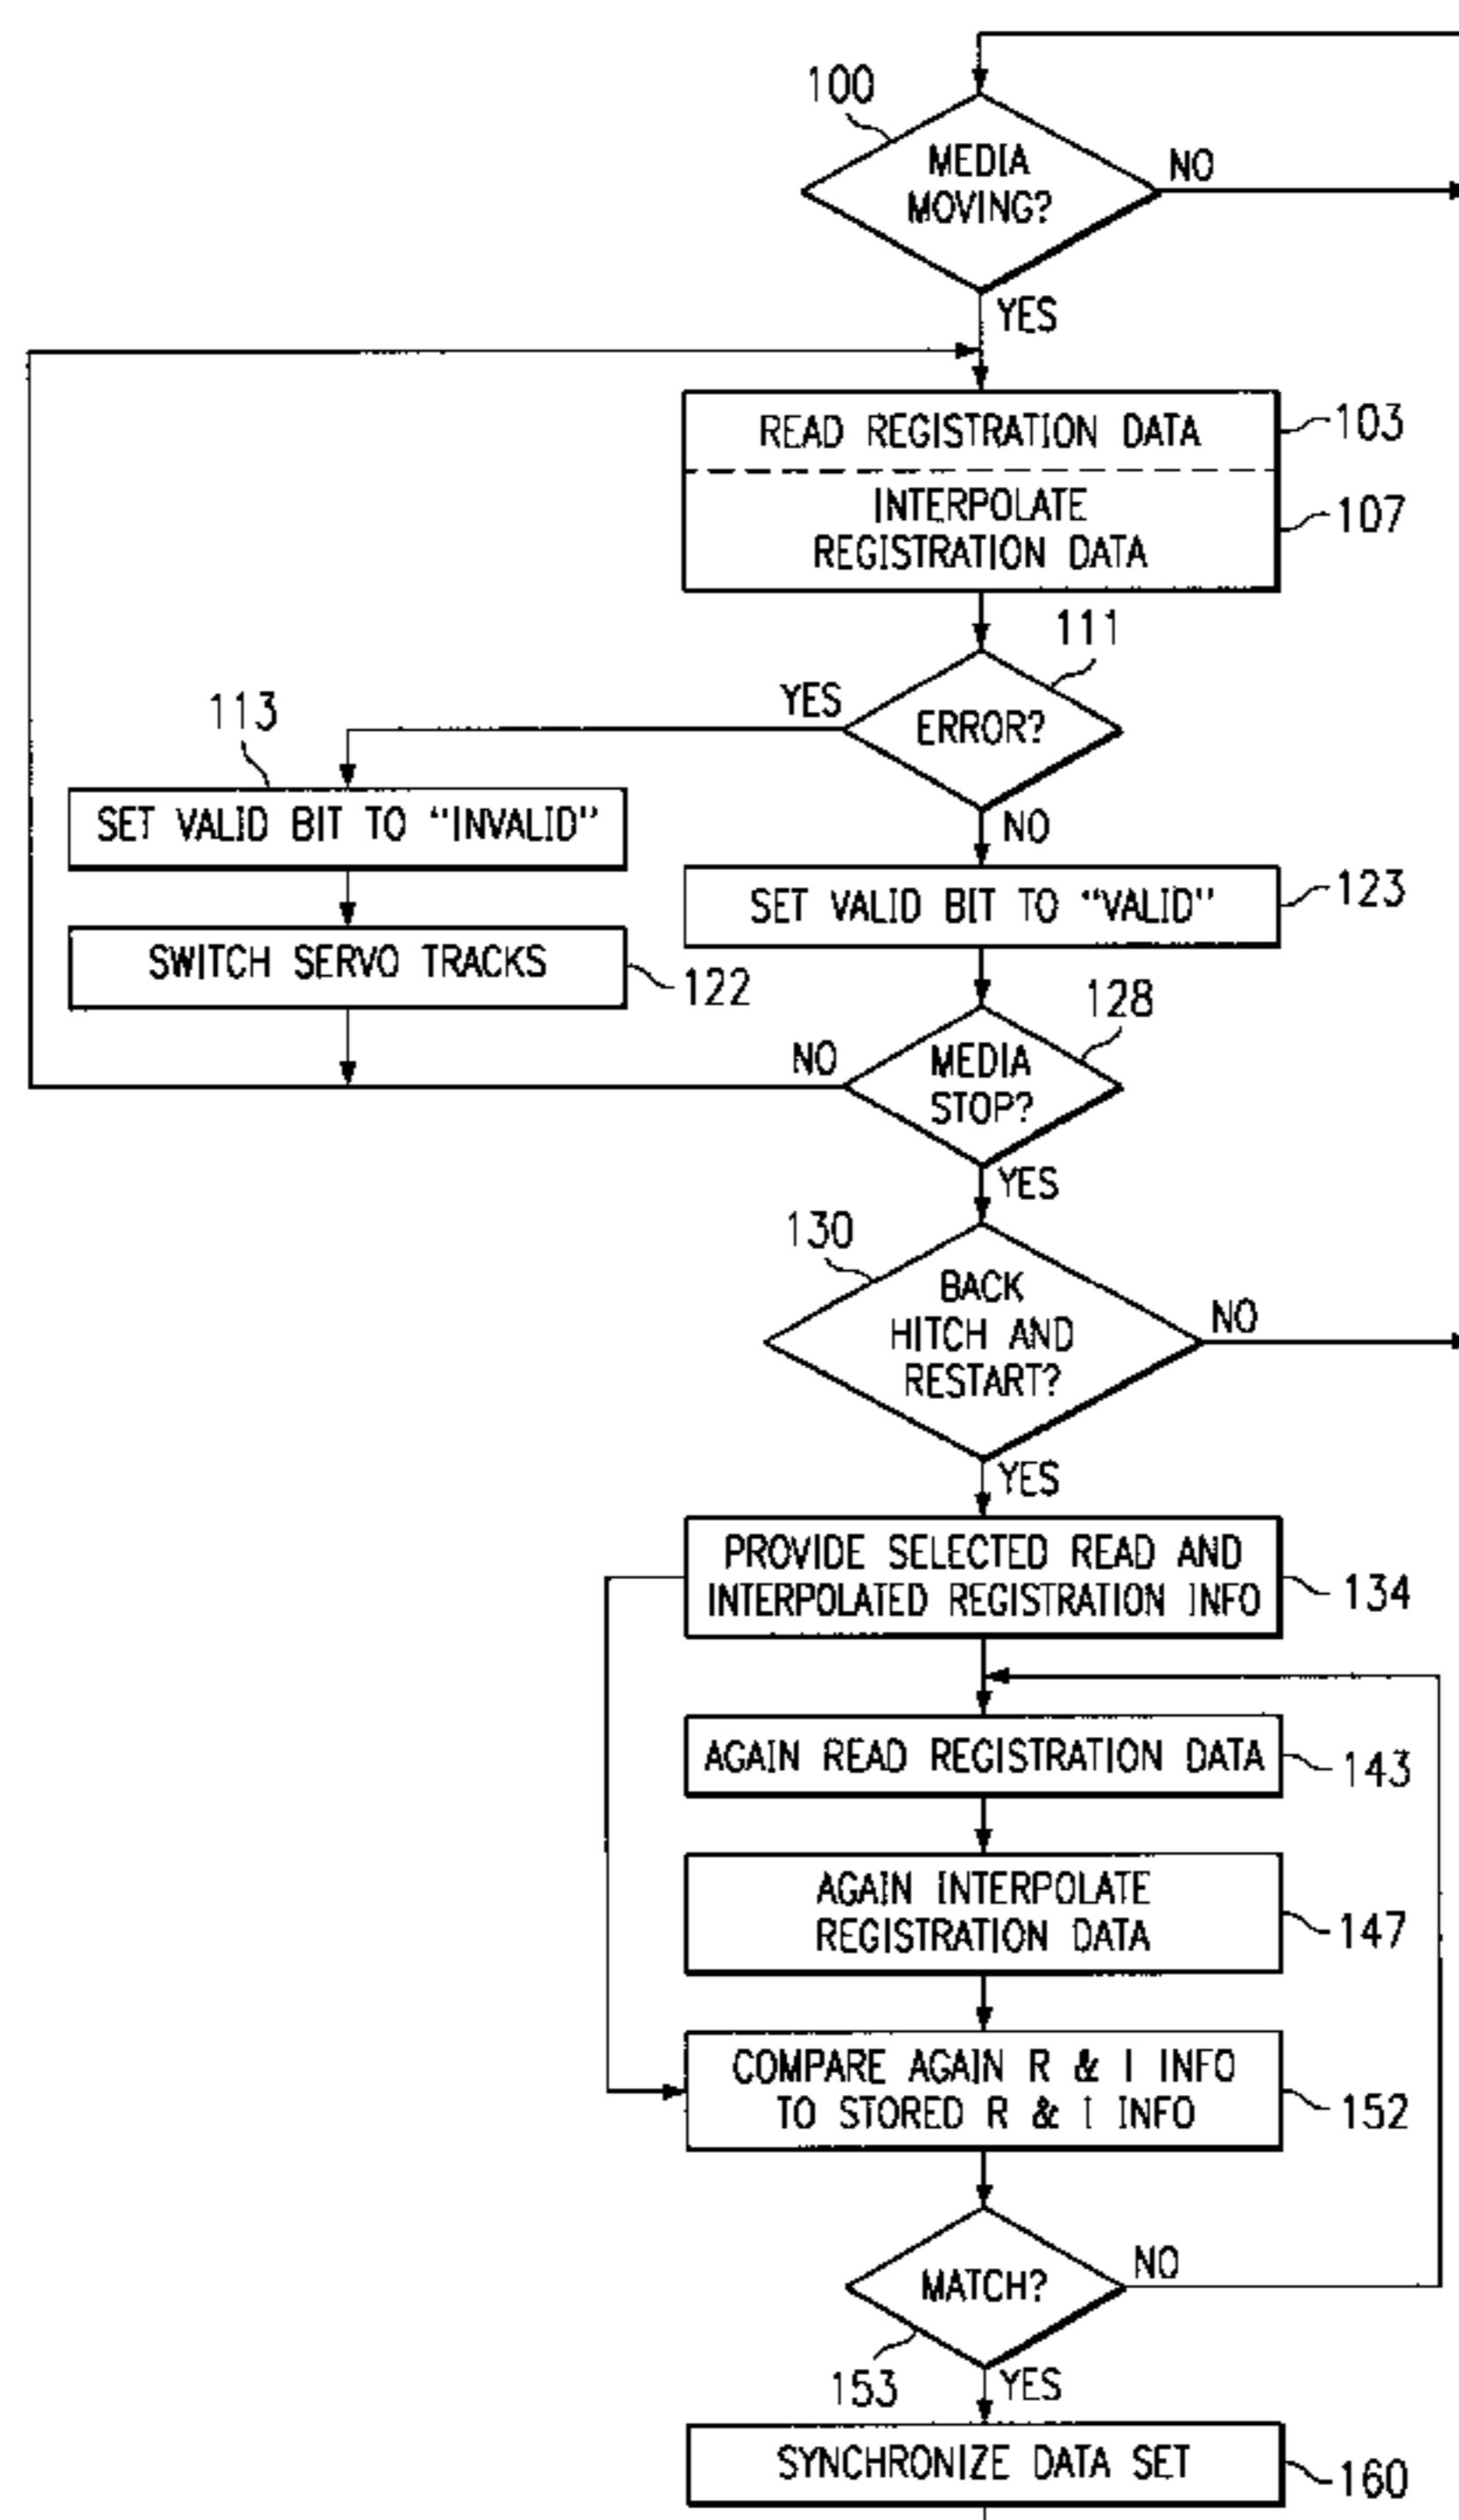 100
MEDIA
MOVING?
NO
YES
READ REGISTRATION DATA
103
INTERPOLATE
REGISTRATION DATA
107
111
ERROR?
YES
NO
113
SET VALID BIT TO “INVALID”
SET VALID BIT TO “VALID”
123
SWITCH SERVO TRACKS
122
128
MEDIA
STOP?
NO
YES
130
BACK
HITCH AND
RESTART?
NO
YES
PROVIDE SELECTED READ AND
INTERPOLATED REGISTRATION INFO
134
AGAIN READ REGISTRATION DATA
143
AGAIN INTERPOLATE
REGISTRATION DATA
147
COMPARE AGAIN R & I INFO
TO STORED R & I INFO
152
MATCH?
NO
153
YES
SYNCHRONIZE DATA SET
160